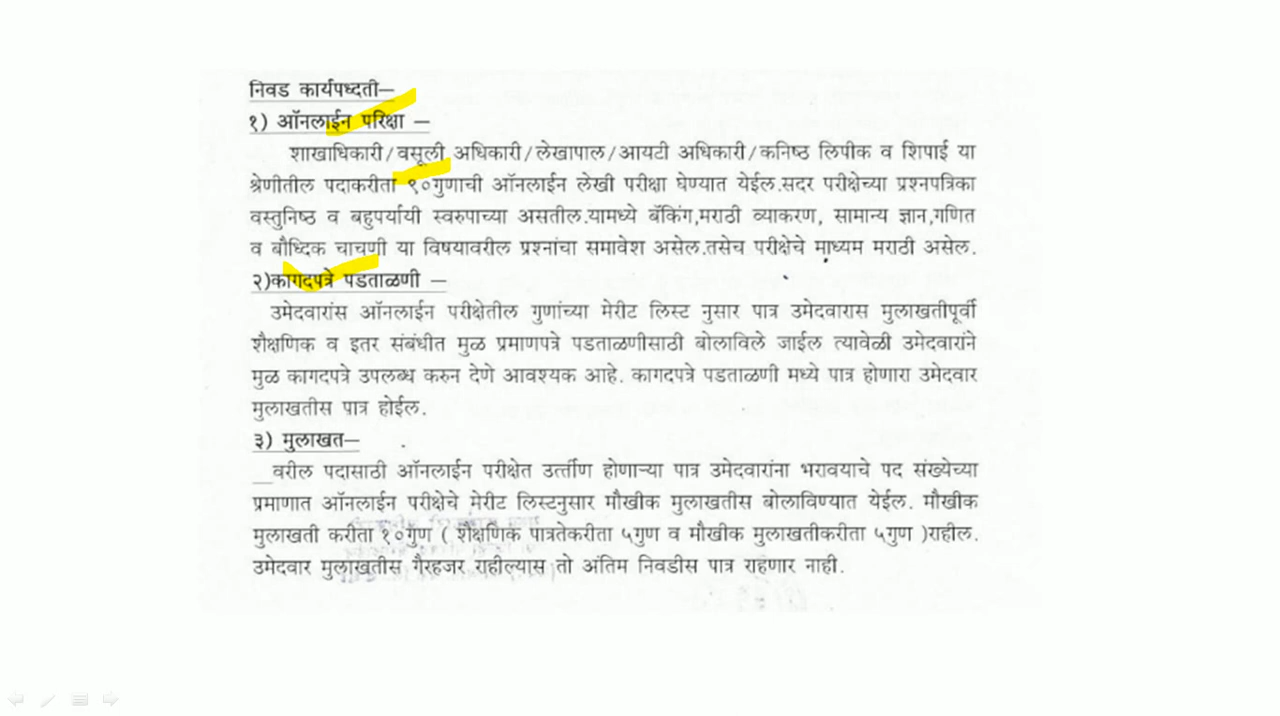 निवड कार्यपध्दती–
१) ऑनलाईन परिक्षा –
शाखाधिकारी/वसूली अधिकारी/लेखापाल/आयटी अधिकारी/कनिष्ठ लिपीक व शिपाई या
श्रेणीतील पदाकरीता ९०गुणाची ऑनलाईन लेखी परीक्षा घेण्यात येईल.सदर परीक्षेच्या प्रश्नपत्रिका
वस्तुनिष्ठ व बहुपर्यायी स्वरुपाच्या असतील.यामध्ये बॅंकिंग,मराठी व्याकरण, सामान्य ज्ञान,गणित
व बौध्दिक चाचणी या विषयावरील प्रश्नांचा समावेश असेल.तसेच परीक्षेचे माध्यम मराठी असेल.
२)कागदपत्रे पडताळणी –
उमेदवारांस ऑनलाईन परीक्षेतील गुणांच्या मेरीट लिस्ट नुसार पात्र उमेदवारास मुलाखतीपूर्वी
शैक्षणिक व इतर संबंधीत मुळ प्रमाणपत्रे पडताळणीसाठी बोलाविले जाईल त्यावेळी उमेदवारांने
मुळ कागदपत्रे उपलब्ध करुन देणे आवश्यक आहे. कागदपत्रे पडताळणी मध्ये पात्र होणारा उमेदवार
मुलाखतीस पात्र होईल.
३) मुलाखत–
वरील पदासाठी ऑनलाईन परीक्षेत उर्त्तीण होणाऱ्या पात्र उमेदवारांना भरावयाचे पद संख्येच्या
प्रमाणात ऑनलाईन परीक्षेचे मेरीट लिस्टनुसार मौखीक मुलाखतीस बोलाविण्यात येईल. मौखीक
मुलाखती करीता १०गुण ( शैक्षणिक पात्रतेकरीता ५गुण व मौखीक मुलाखतीकरीता ५गुण )राहील.
उमेदवार मुलाखतीस गैरहजर राहील्यास तो अंतिम निवडीस पात्र राहणार नाही.